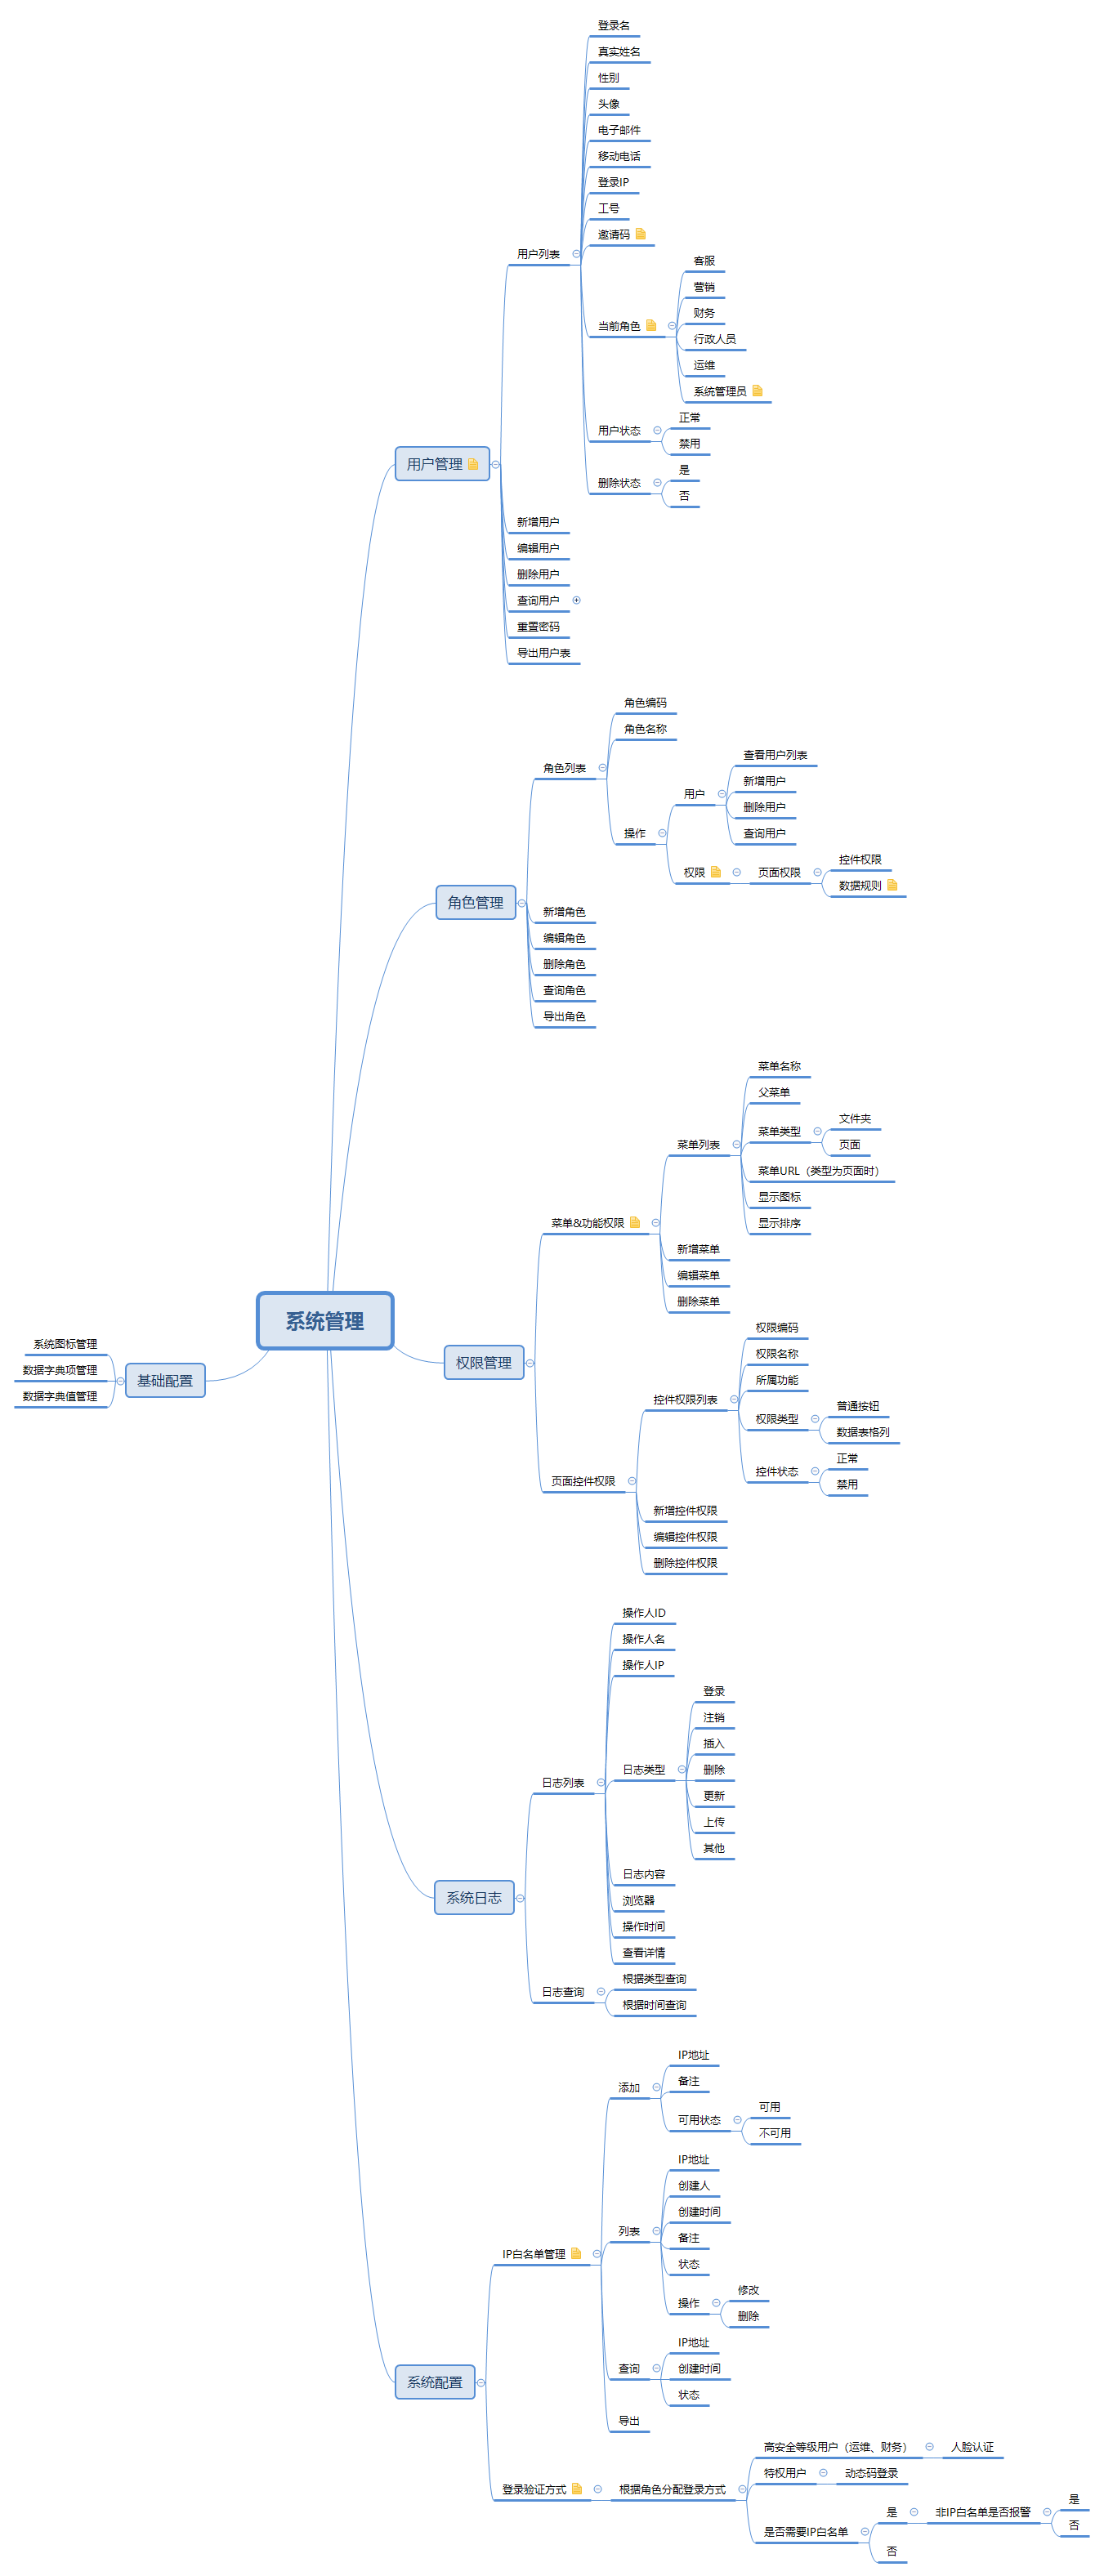 登录名
真实姓名
性别
头像
电子邮件
移动电话
登录IP
工号
邀请码
用户列表
客服
营销
财务
当前角色
行政人员
运维
系统管理员
正常
用户状态
禁用
用户管理
是
删除状态
否
新增用户
编辑用户
删除用户
查询用户
重置密码
导出用户表
角色编码
角色名称
角色列表
查看用户列表
新增用户
用户
删除用户
操作
查询用户
控件权限
权限
页面权限
数据规则
角色管理
新增角色
编辑角色
删除角色
查询角色
导出角色
菜单名称
父菜单
菜单列表
文件夹
菜单类型
页面
菜单URL（类型为页面时）
显示图标
显示排序
菜单&功能权限
新增菜单
编辑菜单
删除菜单
系统管理
系统图标管理
数据字典项管理
基础配置
数据字典值管理
权限管理
权限编码
权限名称
所属功能
控件权限列表
普通按钮
权限类型
数据表格列
正常
控件状态
禁用
页面控件权限
新增控件权限
编辑控件权限
删除控件权限
操作人ID
操作人名
操作人IP
登录
注销
插入
日志类型
删除
日志列表
更新
上传
其他
日志内容
系统日志
浏览器
操作时间
查看详情
根据类型查询
日志查询
根据时间查询
IP地址
添加
备注
可用
可用状态
不可用
IP地址
创建人
创建时间
列表
备注
IP白名单管理
状态
修改
操作
删除
IP地址
查询
创建时间
系统配置
状态
导出
高安全等级用户（运维、财务）
人脸认证
特权用户
动态码登录
登录验证方式
根据角色分配登录方式
是
是
非IP白名单是否报警
否
是否需要IP白名单
否